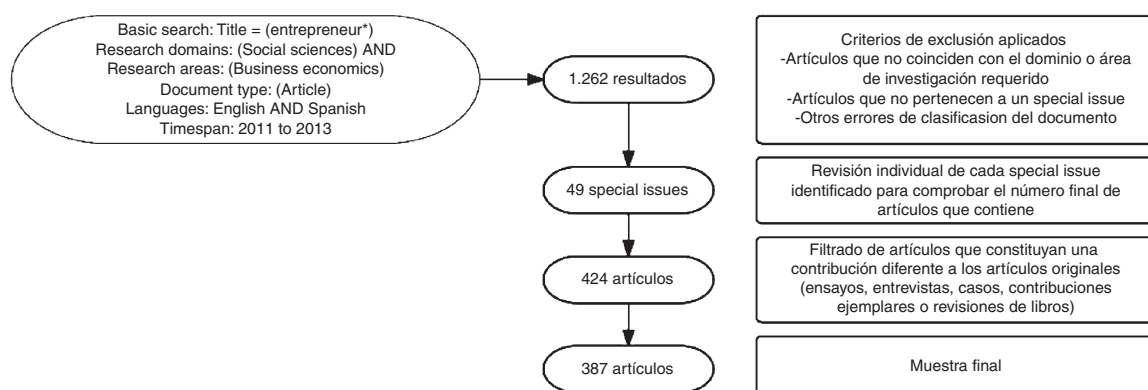 Basic search: Title = (entrepreneur*)
Research domains: (Social sciences) AND
Research areas: (Business economics)
Document type: (Article)
Languages: English AND Spanish
Timespan: 2011 to 2013
1.262 resultados
Criterios de exclusión aplicados
-Artículos que no coinciden con el dominio o área
de investigación requerido
-Artículos que no pertenecen a un special issue
-Otros errores de clasificasion del documento
49 special issues
Revisión individual de cada special issue
identificado para comprobar el número final de
artículos que contiene
424 artículos
Filtrado de artículos que constituyan una
contribución diferente a los artículos originales
(ensayos, entrevistas, casos, contribuciones
ejemplares o revisiones de libros)
387 artículos
Muestra final